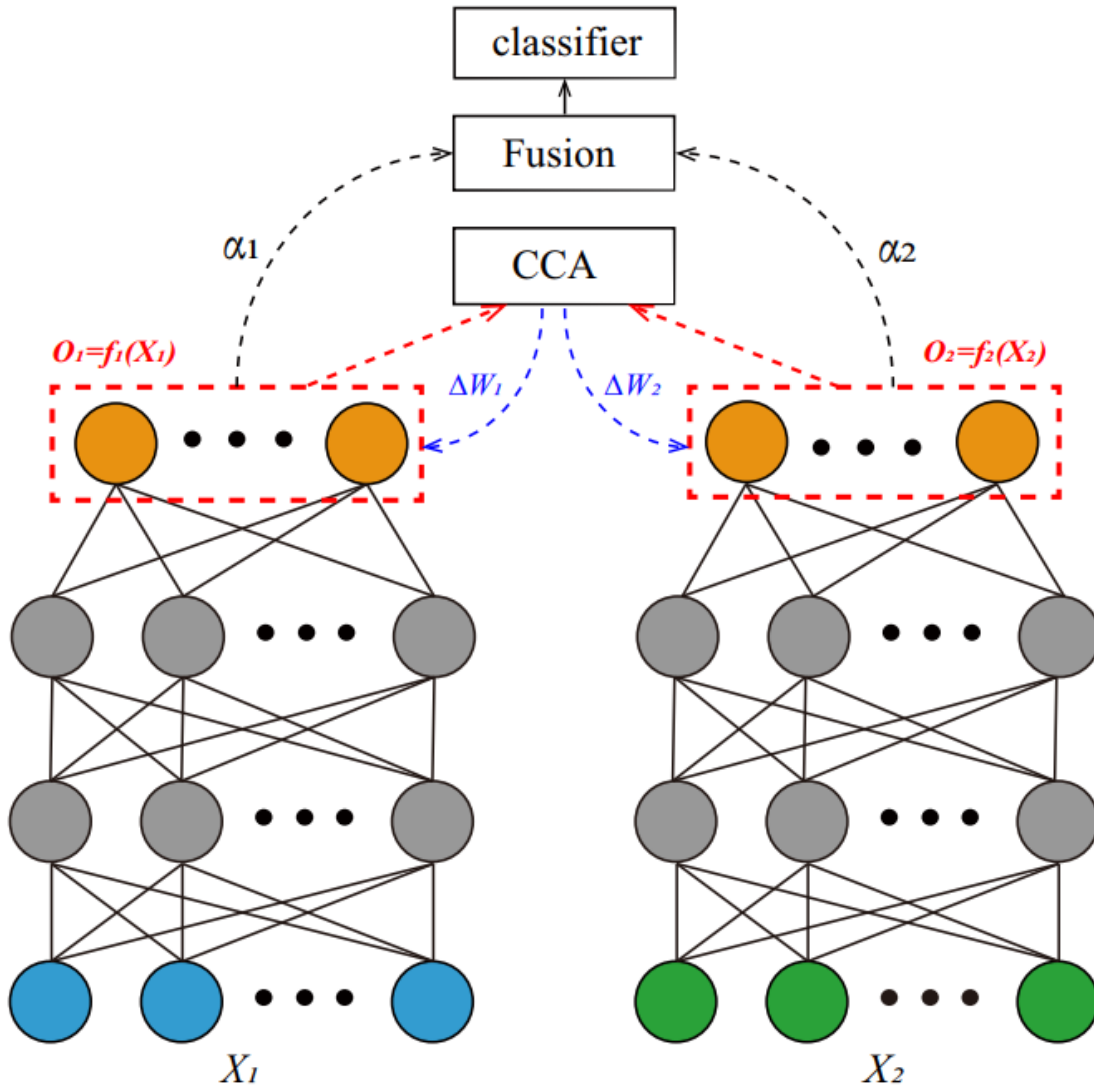 classifier
Fusion
α1
α2
CCA
O₁=f₁(X₁)
O₂=f₂(X₂)
ΔW₁
ΔW₂
X₁
X₂